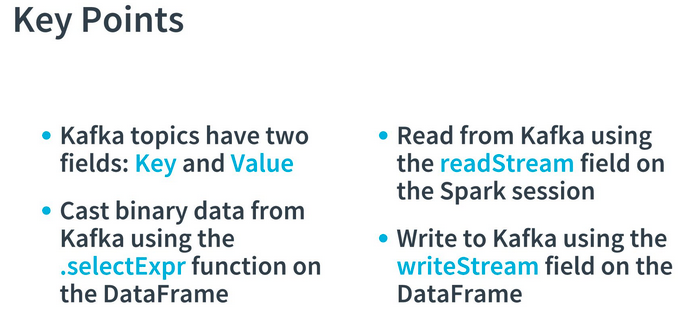 Key Points
• Kafka topics have two
fields: Key and Value
• Cast binary data from
Kafka using the
.selectExpr function on
the DataFrame
• Read from Kafka using
the readStream field on
the Spark session
• Write to Kafka using the
writeStream field on the
DataFrame